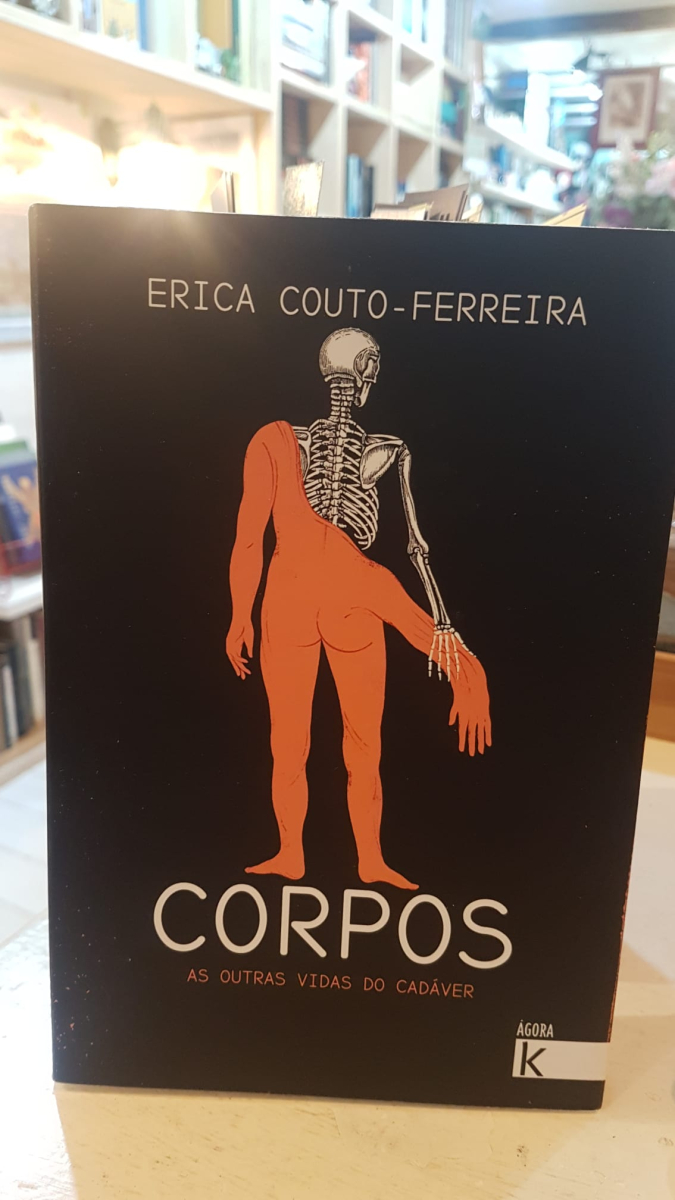 ERICA COUTO-FERREIRA
CORPOS
AS OUTRAS VIDAS DO CADÁVER
ÁGORA
K